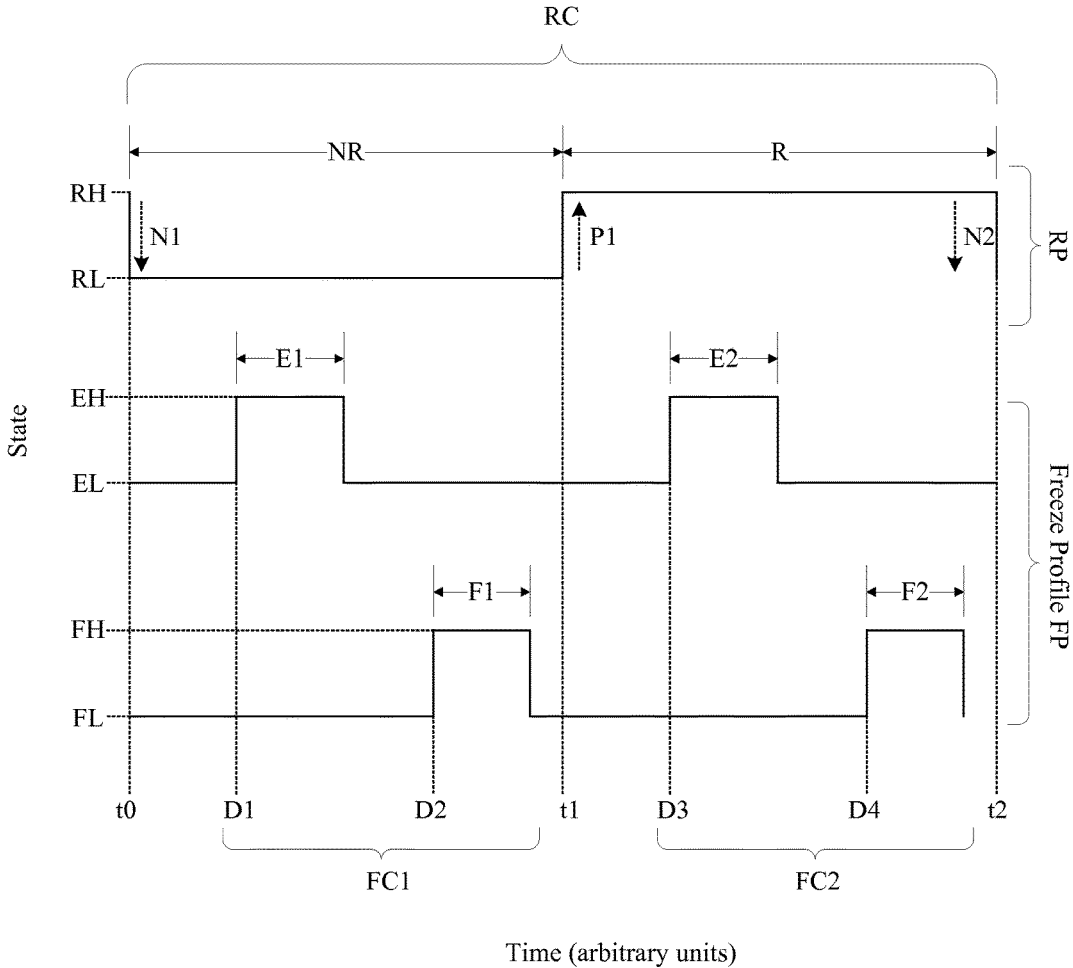 RC
NR
R
RH
N1
P1
N2
RL
RP
E1
E2
EH
State
EL
Freeze Profile FP
F1
F2
FH
FL
t0
D1
D2
t1
D3
D4
t2
FC1
FC2
Time (arbitrary units)